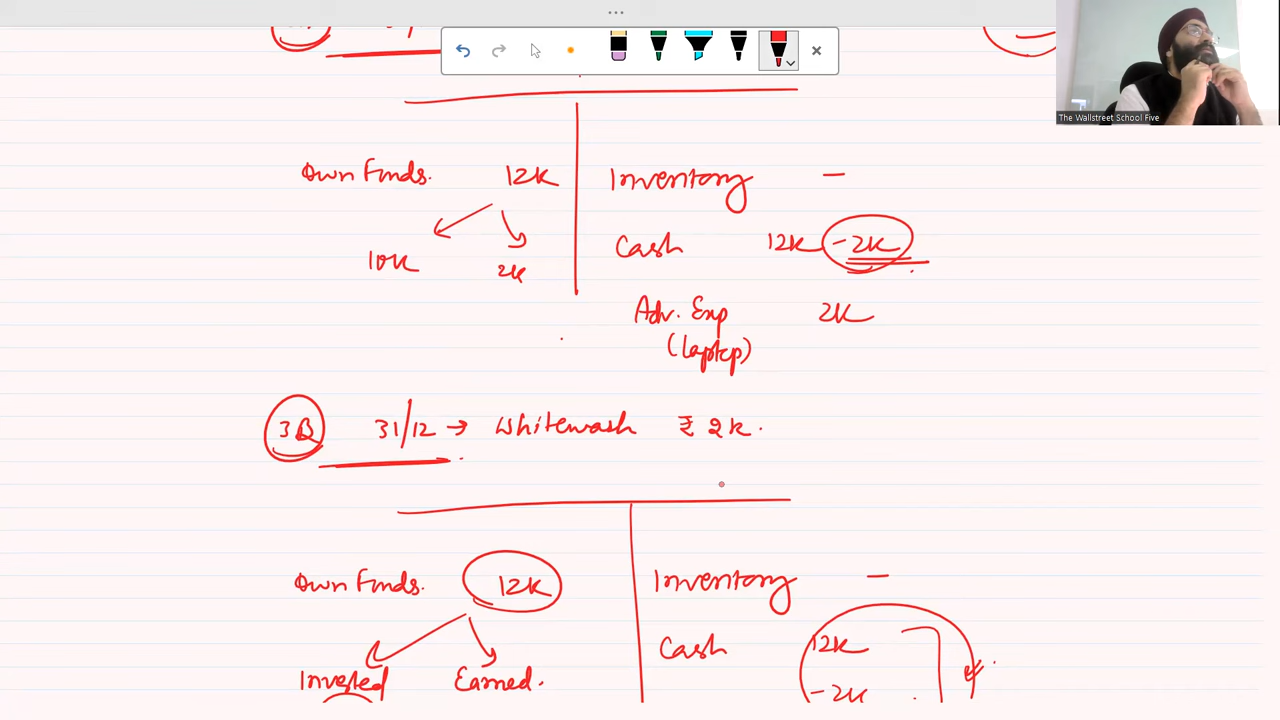 The Wallstreet School Five
Own Funds. 12K
Inventory —
10K 2K
Cash 12K -2K
Adv. Exp 2K
(laptop)
3B 31/12 → Whitewash ₹ 2K.
Own Funds. 12K
Inventory —
Cash 12K
-2K
Invested Earned.